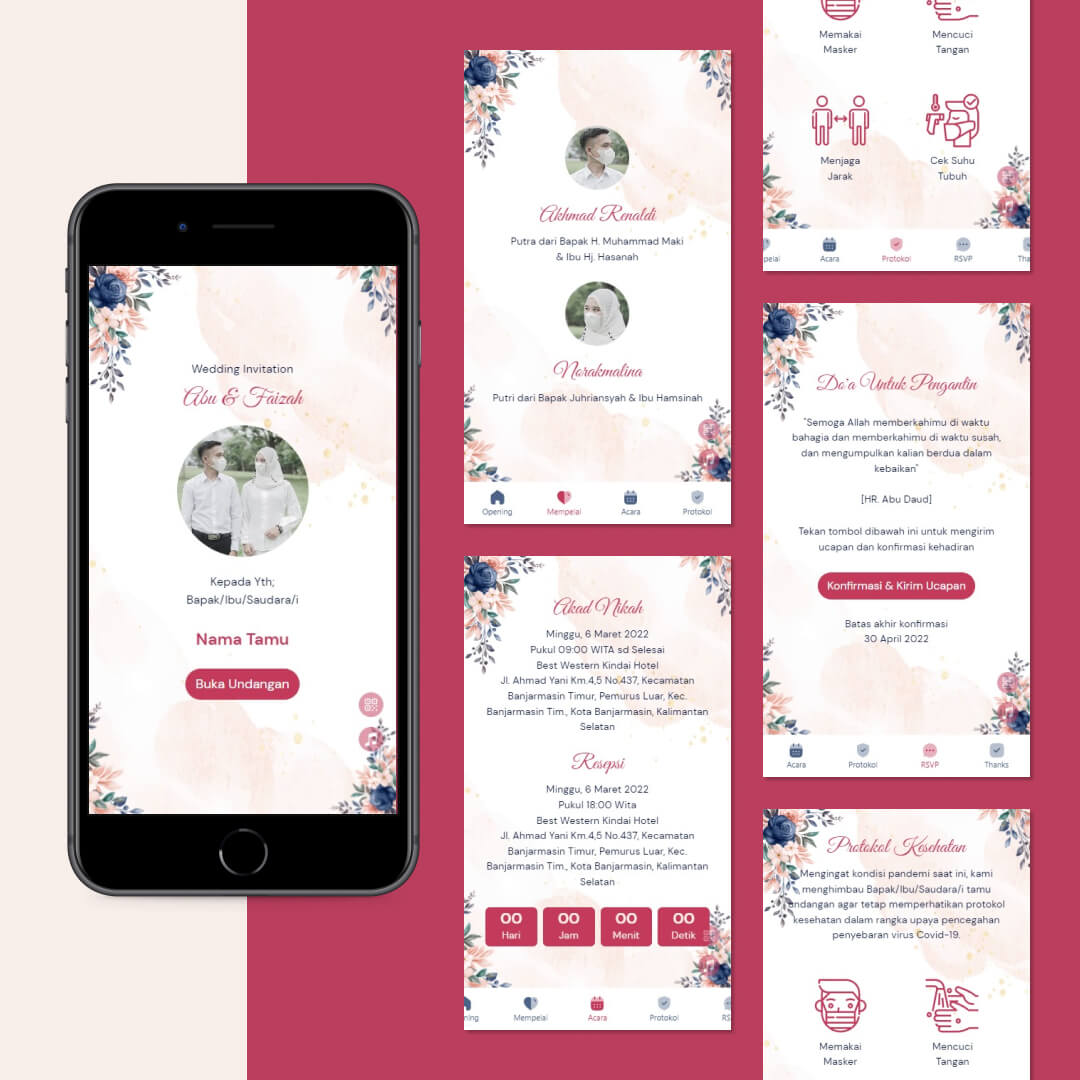 Wedding Invitation
Abu & Faizah
Kepada Yth;
Bapak/Ibu/Saudara/i
Nama Tamu
Buka Undangan
Akhmad Renaldi
Putra dari Bapak H. Muhammad Maki
& Ibu Hj. Hasanah
Norakmalina
Putri dari Bapak Juhriansyah & Ibu Hamsinah
Opening
Mempelai
Acara
Protokol
Akad Nikah
Minggu, 6 Maret 2022
Pukul 09:00 WITA sd Selesai
Best Western Kindai Hotel
Jl. Ahmad Yani Km.4,5 No.437, Kecamatan
Banjarmasin Timur, Pemurus Luar, Kec.
Banjarmasin Tim., Kota Banjarmasin, Kalimantan
Selatan
Resepsi
Minggu, 6 Maret 2022
Pukul 18:00 Wita
Best Western Kindai Hotel
Jl. Ahmad Yani Km.4,5 No.437, Kecamatan
Banjarmasin Timur, Pemurus Luar, Kec.
Banjarmasin Tim., Kota Banjarmasin, Kalimantan
Selatan
00 00 00 00
Hari Jam Menit Detik
ning Mempelai Acara Protokol RS
Memakai
Masker
Mencuci
Tangan
Menjaga
Jarak
Cek Suhu
Tubuh
pelai Acara Protokol RSVP Tha
Do'a Untuk Pengantin
"Semoga Allah memberkahimu di waktu
bahagia dan memberkahimu di waktu susah,
dan mengumpulkan kalian berdua dalam
kebaikan"
[HR. Abu Daud]
Tekan tombol dibawah ini untuk mengirim
ucapan dan konfirmasi kehadiran
Konfirmasi & Kirim Ucapan
Batas akhir konfirmasi
30 April 2022
Acara Protokol RSVP Thanks
Protokol Kesehatan
Mengingat kondisi pandemi saat ini, kami
menghimbau Bapak/Ibu/Saudara/i tamu
undangan agar tetap memperhatikan protokol
kesehatan dalam rangka upaya pencegahan
penyebaran virus Covid-19.
Memakai
Masker
Mencuci
Tangan